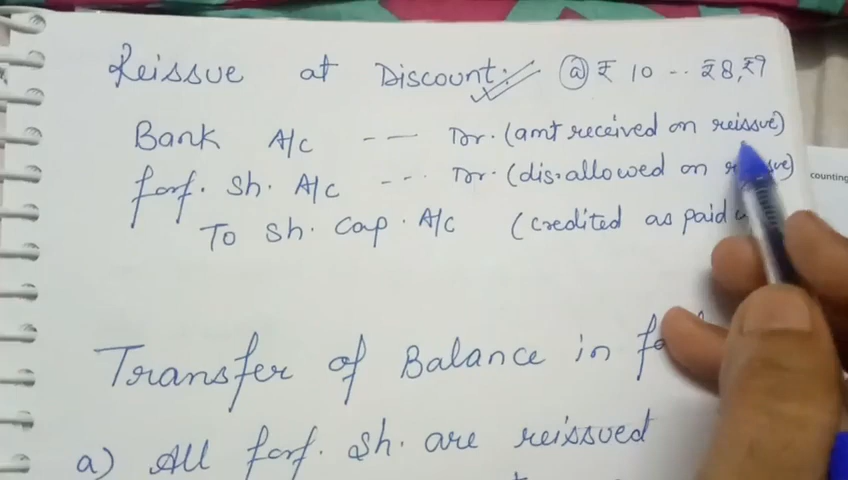 Reissue at Discount: @ ₹ 10 -- ₹8, ₹9
Bank A/c --- Dr. (amt received on reissue)
counting
forf. Sh. A/c --- Dr. (dis. allowed on
To Sh. Cap. A/c (credited as paid
Transfer of Balance in
a) All forf. Sh. are reissued